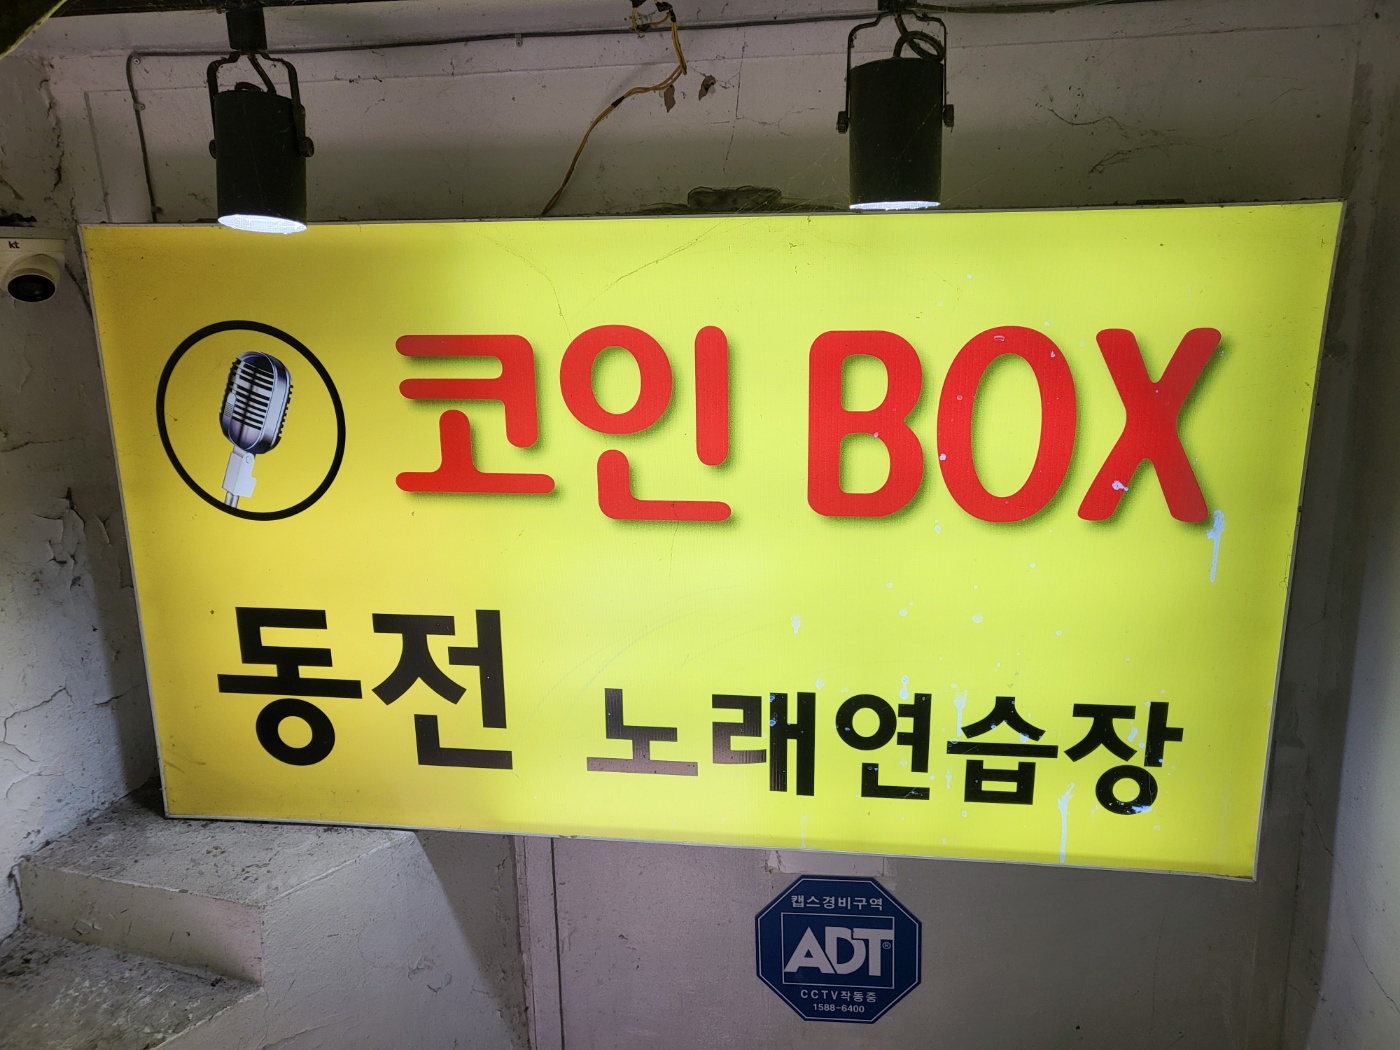 kt
코인 BOX
동전 노래연습장
캡스경비구역
ADT®
CCTV작동중
1588-6400